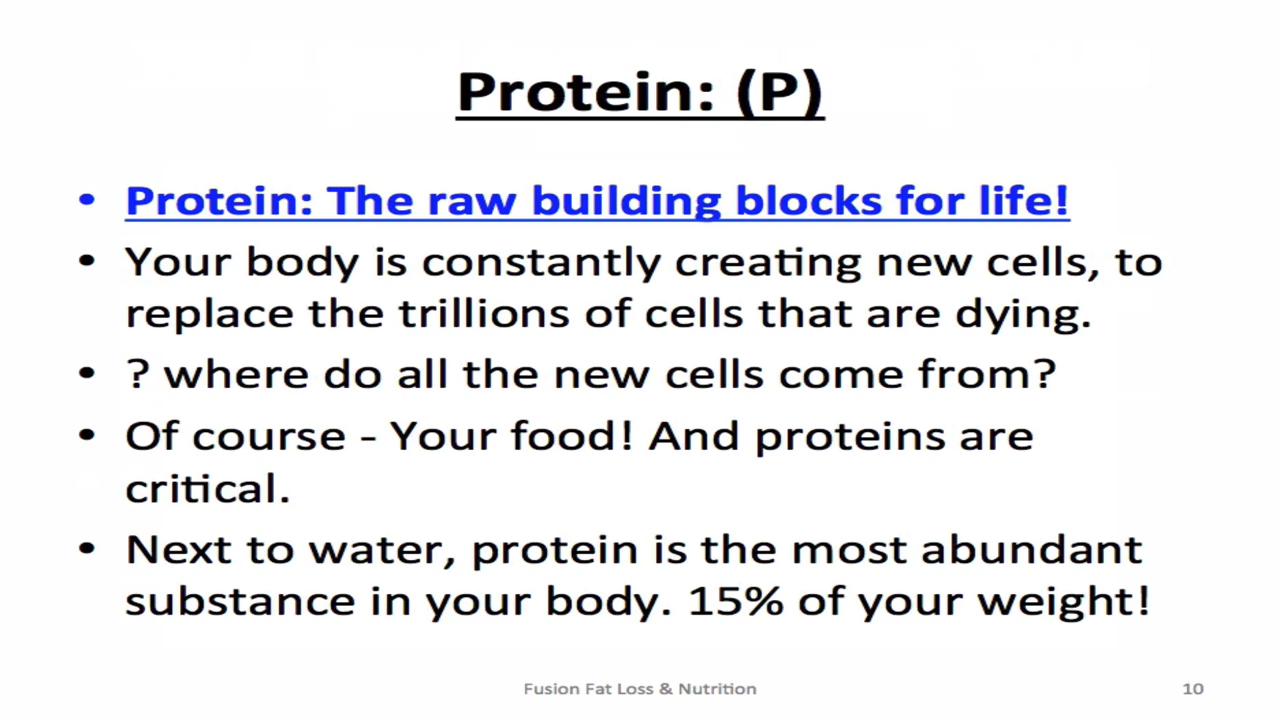 Protein: (P)
• Protein: The raw building blocks for life!
• Your body is constantly creating new cells, to
replace the trillions of cells that are dying.
• ? where do all the new cells come from?
• Of course - Your food! And proteins are
critical.
• Next to water, protein is the most abundant
substance in your body. 15% of your weight!
Fusion Fat Loss & Nutrition
10